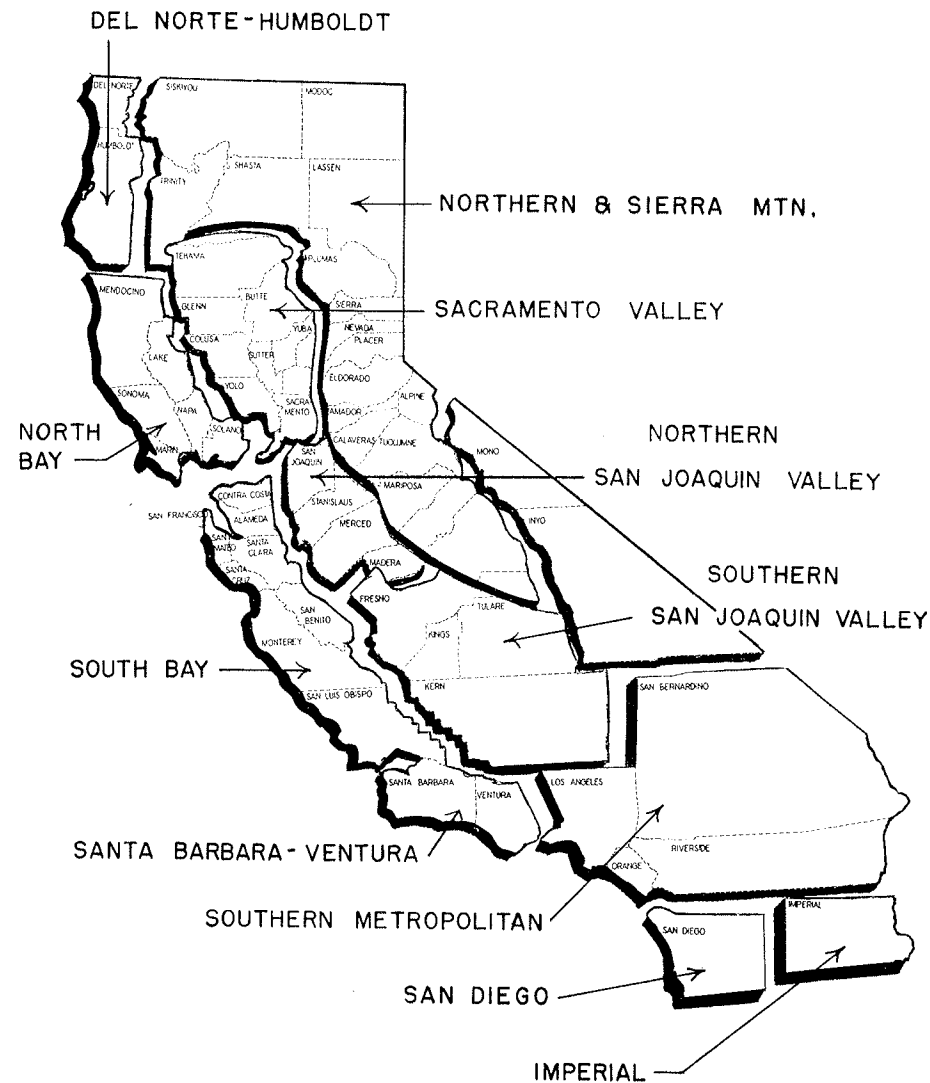 DEL NORTE-HUMBOLDT
DEL NORTE
SISKIYOU
MODOC
HUMBOLDT
TRINITY
SHASTA
LASSEN
NORTHERN & SIERRA MTN.
TEHAMA
PLUMAS
MENDOCINO
GLENN
BUTTE
SIERRA
SACRAMENTO VALLEY
YUBA
NEVADA
PLACER
COLUSA
LAKE
SUTTER
ELDORADO
YOLO
ALPINE
SONOMA
NAPA
SACRA
MENTO
AMADOR
SOLANO
NORTH
BAY
MARIN
CALAVERAS
TUOLUMNE
MONO
NORTHERN
SAN JOAQUIN VALLEY
SAN
JOAQUIN
MARIPOSA
CONTRA COSTA
STANISLAUS
SAN FRANCISCO
ALAMEDA
MERCED
INYO
SAN
MATEO
SANTA
CLARA
SANTA
CRUZ
MADERA
SOUTHERN
SAN JOAQUIN VALLEY
FRESNO
TULARE
SAN
BENITO
KINGS
MONTEREY
SOUTH BAY
SAN LUIS OBISPO
KERN
SAN BERNARDINO
SANTA BARBARA
VENTURA
LOS ANGELES
SANTA BARBARA-VENTURA
ORANGE
RIVERSIDE
SOUTHERN METROPOLITAN
SAN DIEGO
IMPERIAL
SAN DIEGO
IMPERIAL